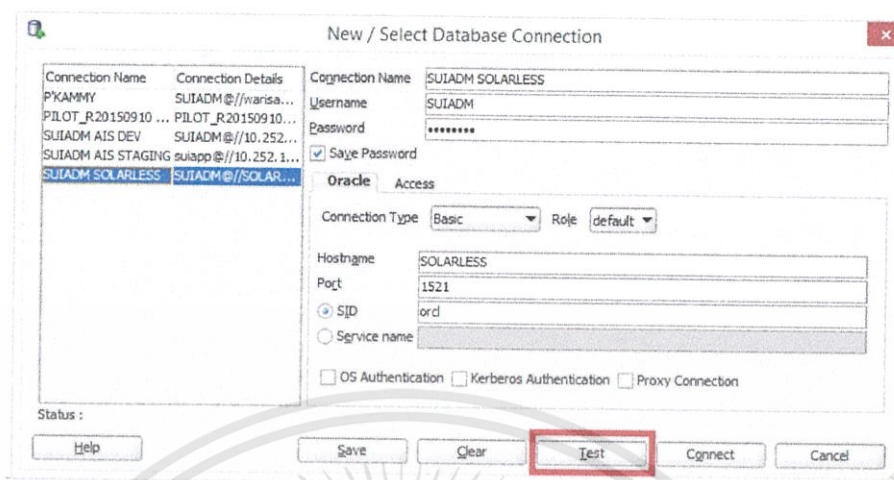 New / Select Database Connection
Connection Name Connection Details
P'KAMMY SUIADM@//warisa...
PILOT_R20150910 ... PILOT_R20150910...
SUIADM AIS DEV SUIADM@//10.252...
SUIADM AIS STAGING suiapp@//10.252.1...
SUIADM SOLARLESS SUIADM@//SOLAR...
Connection Name SUIADM SOLARLESS
Username SUIADM
Password ••••••••
Save Password
Oracle Access
Connection Type Basic Role default
Hostname SOLARLESS
Port 1521
SID orcl
Service name
OS Authentication Kerberos Authentication Proxy Connection
Status :
Help Save Clear Test Connect Cancel